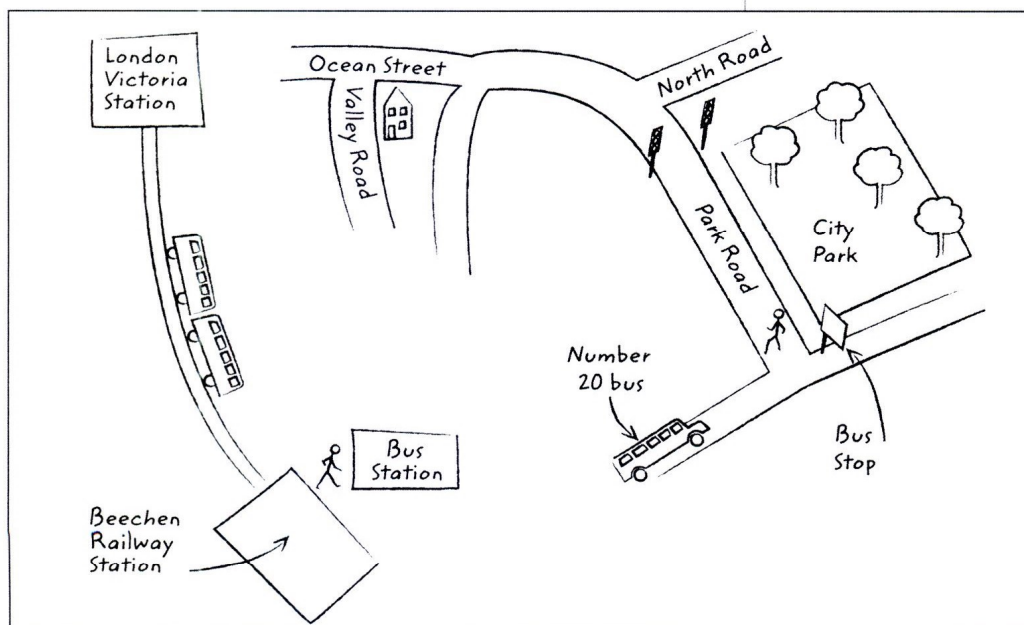 London
Victoria
Station
Ocean Street
Valley Road
North Road
Park Road
City
Park
Number
20 bus
Bus
Stop
Bus
Station
Beechen
Railway
Station